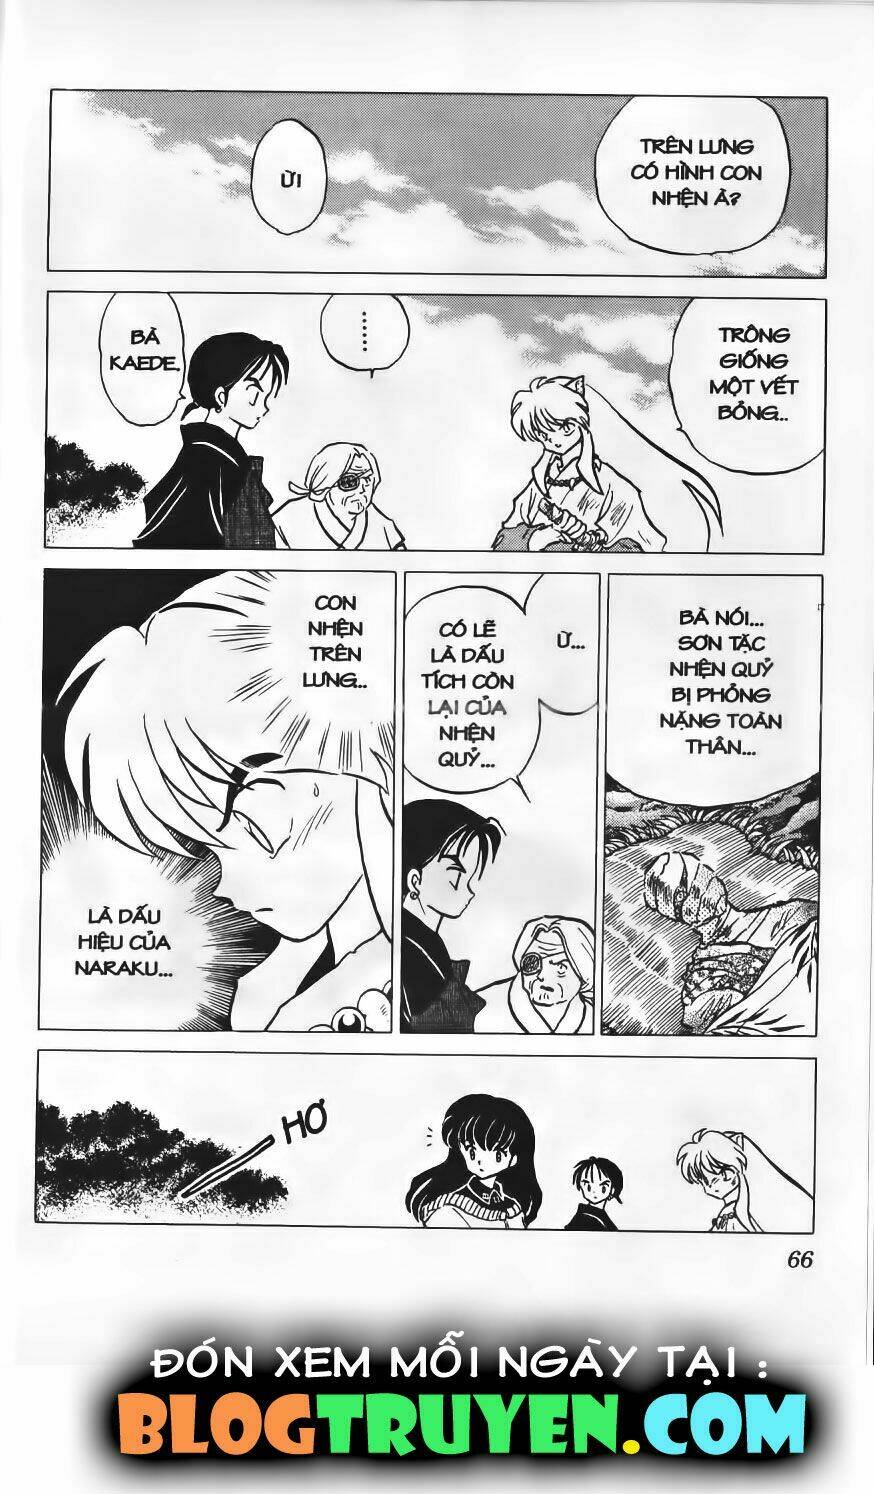 TRÊN LƯNG
CÓ HÌNH CON
NHỆN À?
Ừ!
TRÔNG
GIỐNG
MỘT VẾT
BỎNG...
......
BÀ
KAEDE.
BÀ NÓI...
SƠN TẶC
NHỆN QUỶ
BỊ PHỎNG
NẶNG TOÀN
THÂN...
Ừ...
CÓ LẼ
LÀ DẤU
TÍCH CÒN
LẠI CỦA
NHỆN
QUỶ...
CON
NHỆN
TRÊN
LƯNG...
LÀ DẤU
HIỆU CỦA
NARAKU...
HƠ
66
ĐÓN XEM MỖI NGÀY TẠI :
BLOGTRUYEN.COM